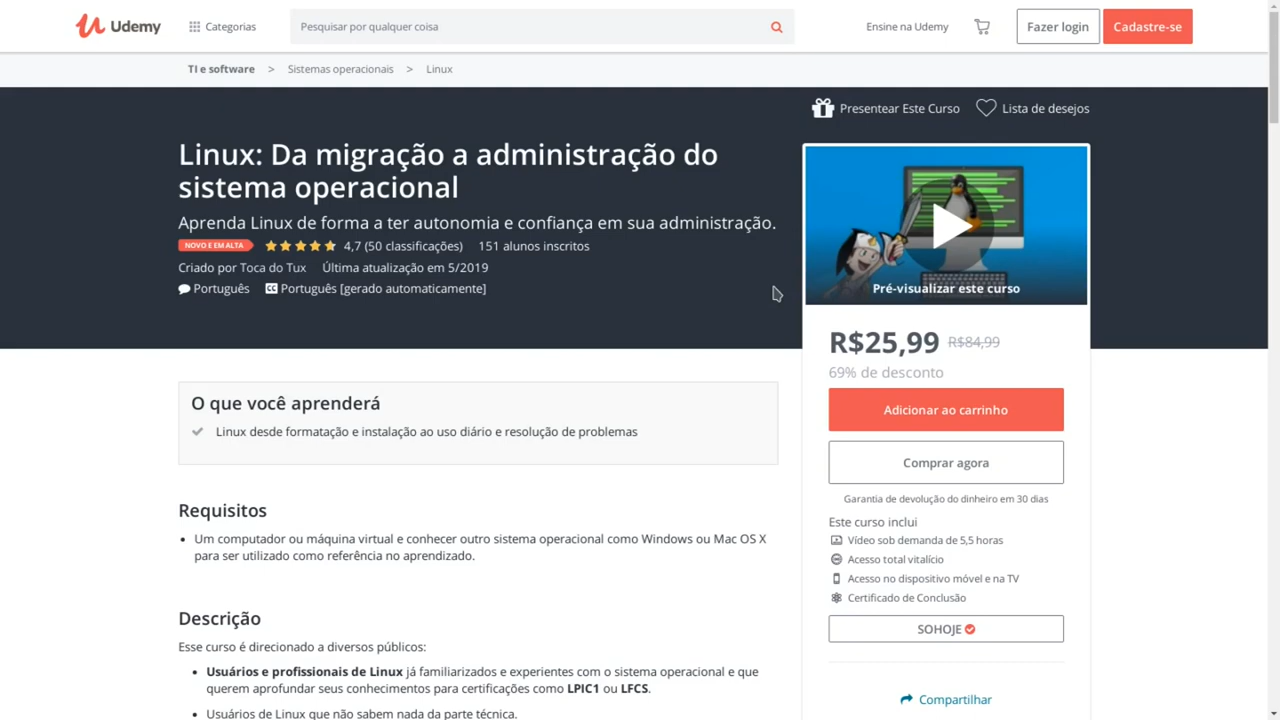 Udemy
Categorias
Pesquisar por qualquer coisa
Ensine na Udemy
Fazer login
Cadastre-se
TI e software > Sistemas operacionais > Linux
Presentear Este Curso
Lista de desejos
Linux: Da migração a administração do
sistema operacional
Aprenda Linux de forma a ter autonomia e confiança em sua administração.
NOVO E EM ALTA 4,7 (50 classificações) 151 alunos inscritos
Criado por Toca do Tux Última atualização em 5/2019
Português Português [gerado automaticamente]
Pré-visualizar este curso
R$25,99 R$84,99
69% de desconto
Adicionar ao carrinho
Comprar agora
Garantia de devolução do dinheiro em 30 dias
Este curso inclui
Vídeo sob demanda de 5,5 horas
Acesso total vitalício
Acesso no dispositivo móvel e na TV
Certificado de Conclusão
SOHOJE
Compartilhar
O que você aprenderá
Linux desde formatação e instalação ao uso diário e resolução de problemas
Requisitos
• Um computador ou máquina virtual e conhecer outro sistema operacional como Windows ou Mac OS X
para ser utilizado como referência no aprendizado.
Descrição
Esse curso é direcionado a diversos públicos:
• Usuários e profissionais de Linux já familiarizados e experientes com o sistema operacional e que
querem aprofundar seus conhecimentos para certificações como LPIC1 ou LFCS.
• Usuários de Linux que não sabem nada da parte técnica.